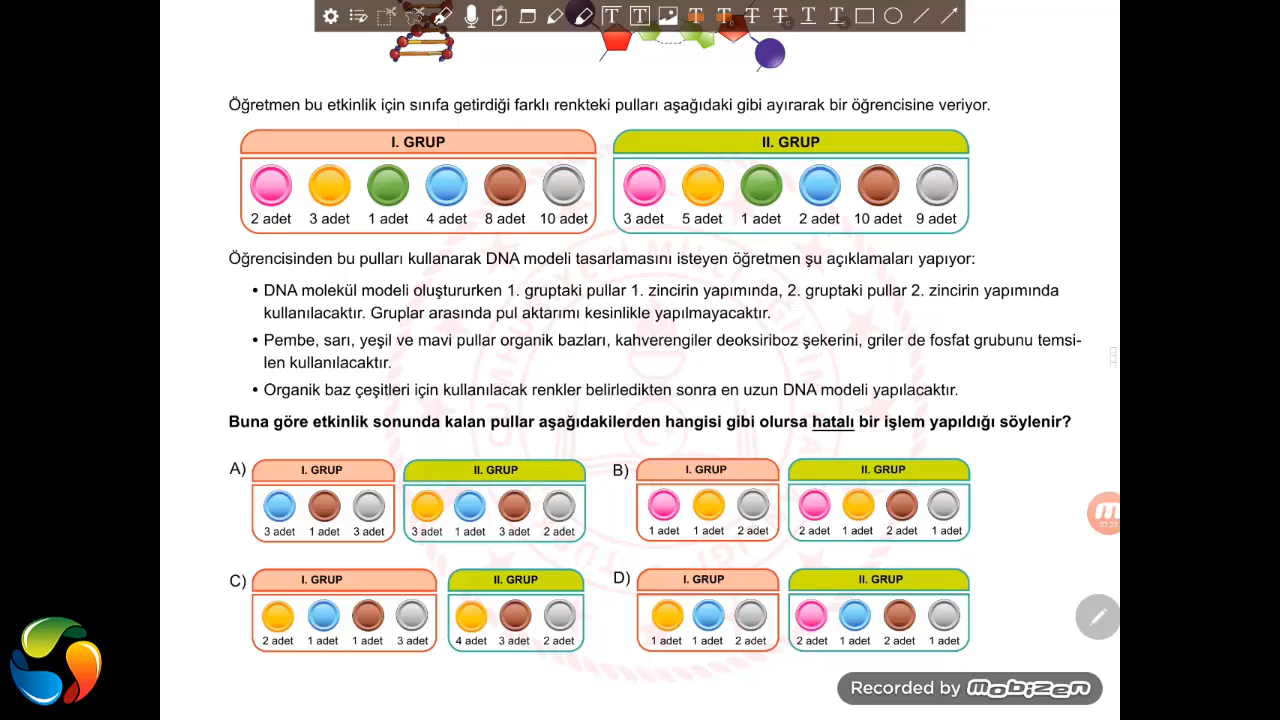 Öğretmen bu etkinlik için sınıfa getirdiği farklı renkteki pulları aşağıdaki gibi ayırarak bir öğrencisine veriyor.
I. GRUP
2 adet 3 adet 1 adet 4 adet 8 adet 10 adet
II. GRUP
3 adet 5 adet 1 adet 2 adet 10 adet 9 adet
Öğrencisinden bu pulları kullanarak DNA modeli tasarlamasını isteyen öğretmen şu açıklamaları yapıyor:
• DNA molekül modeli oluştururken 1. gruptaki pullar 1. zincirin yapımında, 2. gruptaki pullar 2. zincirin yapımında
kullanılacaktır. Gruplar arasında pul aktarımı kesinlikle yapılmayacaktır.
• Pembe, sarı, yeşil ve mavi pullar organik bazları, kahverengiler deoksiriboz şekerini, griler de fosfat grubunu temsi-
len kullanılacaktır.
• Organik baz çeşitleri için kullanılacak renkler belirledikten sonra en uzun DNA modeli yapılacaktır.
Buna göre etkinlik sonunda kalan pullar aşağıdakilerden hangisi gibi olursa hatalı bir işlem yapıldığı söylenir?
A)
I. GRUP
3 adet 1 adet 3 adet
II. GRUP
3 adet 1 adet 3 adet 2 adet
B)
I. GRUP
1 adet 1 adet 2 adet
II. GRUP
2 adet 1 adet 2 adet 1 adet
C)
I. GRUP
2 adet 1 adet 1 adet 3 adet
II. GRUP
4 adet 3 adet 2 adet
D)
I. GRUP
1 adet 1 adet 2 adet
II. GRUP
2 adet 1 adet 2 adet 1 adet
07:23
Recorded by MOBIZEN